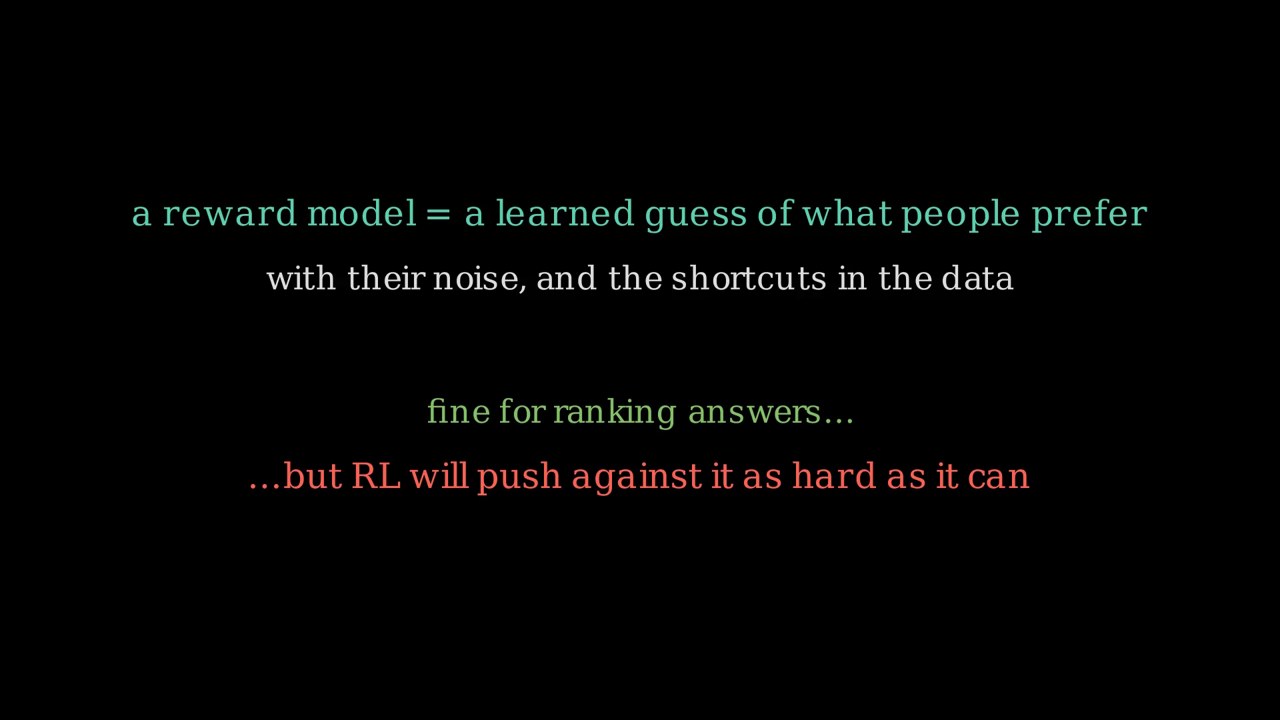 a reward model = a learned guess of what people prefer
with their noise, and the shortcuts in the data
fine for ranking answers…
…but RL will push against it as hard as it can